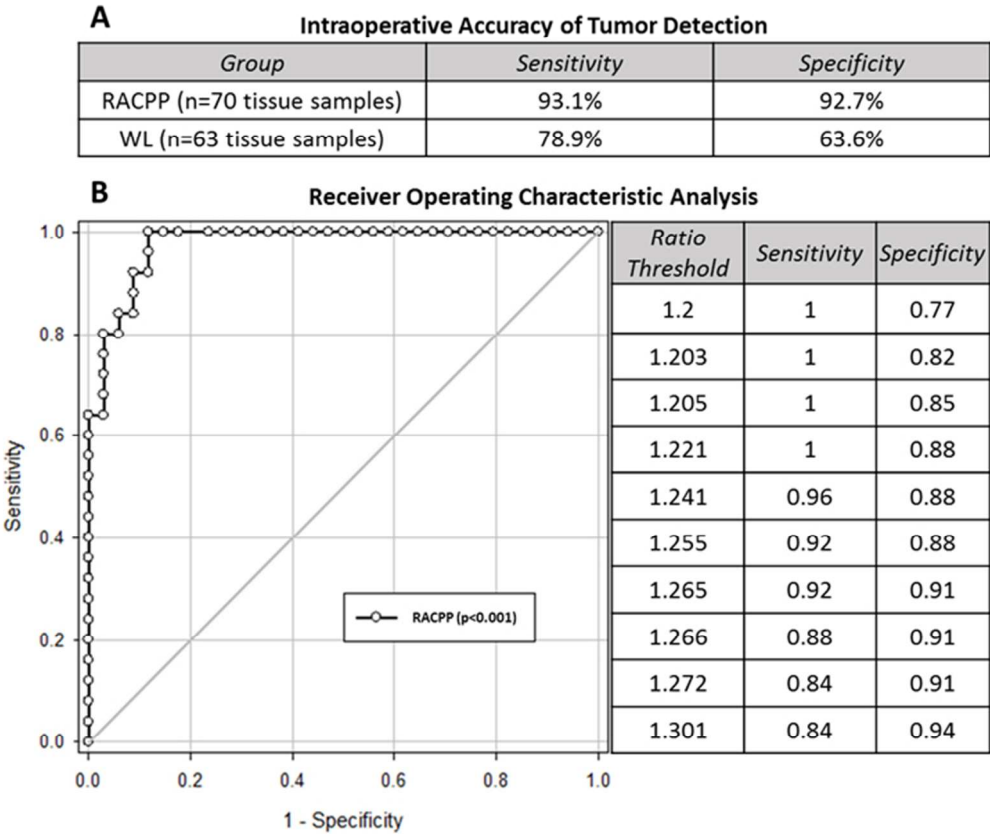 A
Intraoperative Accuracy of Tumor Detection
Group Sensitivity Specificity
RACPP (n=70 tissue samples) 93.1% 92.7%
WL (n=63 tissue samples) 78.9% 63.6%
B
Receiver Operating Characteristic Analysis
1.0
0.8
0.6
0.4
0.2
0.0
Sensitivity
RACPP (p<0.001)
0.0 0.2 0.4 0.6 0.8 1.0
1 - Specificity
Ratio
Threshold Sensitivity Specificity
1.2 1 0.77
1.203 1 0.82
1.205 1 0.85
1.221 1 0.88
1.241 0.96 0.88
1.255 0.92 0.88
1.265 0.92 0.91
1.266 0.88 0.91
1.272 0.84 0.91
1.301 0.84 0.94